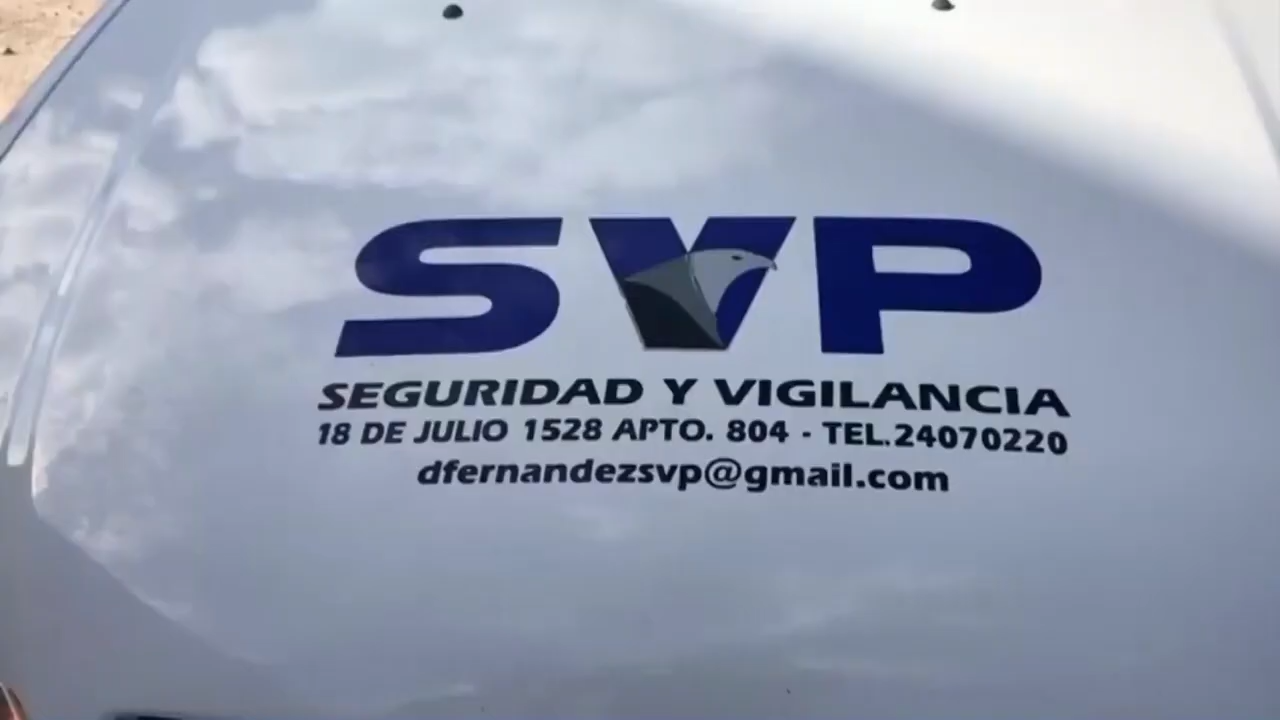 SVP
SEGURIDAD Y VIGILANCIA
18 DE JULIO 1528 APTO. 804 - TEL.24070220
dfernandezsvp@gmail.com